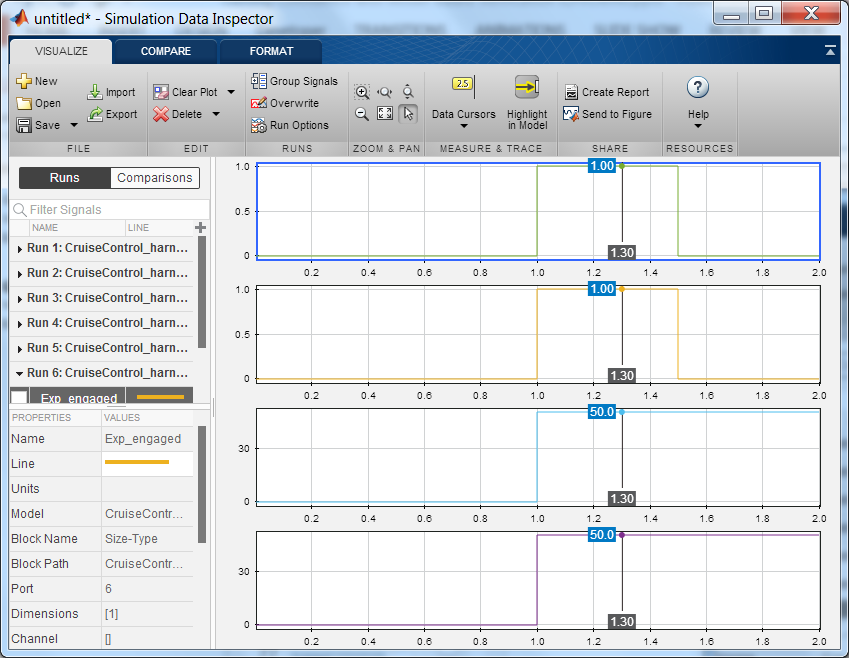 untitled* - Simulation Data Inspector
VISUALIZE COMPARE FORMAT
New
Open
Save
Import
Export
FILE
Clear Plot
Delete
EDIT
Group Signals
Overwrite
Run Options
RUNS
ZOOM & PAN
2.5
Data Cursors
Highlight
in Model
MEASURE & TRACE
Create Report
Send to Figure
SHARE
?
Help
RESOURCES
Runs Comparisons
Filter Signals
NAME LINE
Run 1: CruiseControl_harn...
Run 2: CruiseControl_harn...
Run 3: CruiseControl_harn...
Run 4: CruiseControl_harn...
Run 5: CruiseControl_harn...
Run 6: CruiseControl_harn...
Exp_engaged
PROPERTIES VALUES
Name Exp_engaged
Line
Units
Model CruiseContr...
Block Name Size-Type
Block Path CruiseContr...
Port 6
Dimensions [1]
Channel []
1.0
0.5
0
1.00
1.30
0.2 0.4 0.6 0.8 1.0 1.2 1.4 1.6 1.8 2.0
1.0
0.5
0
1.00
1.30
0.2 0.4 0.6 0.8 1.0 1.2 1.4 1.6 1.8 2.0
30
0
50.0
1.30
0.2 0.4 0.6 0.8 1.0 1.2 1.4 1.6 1.8 2.0
30
0
50.0
1.30
0.2 0.4 0.6 0.8 1.0 1.2 1.4 1.6 1.8 2.0